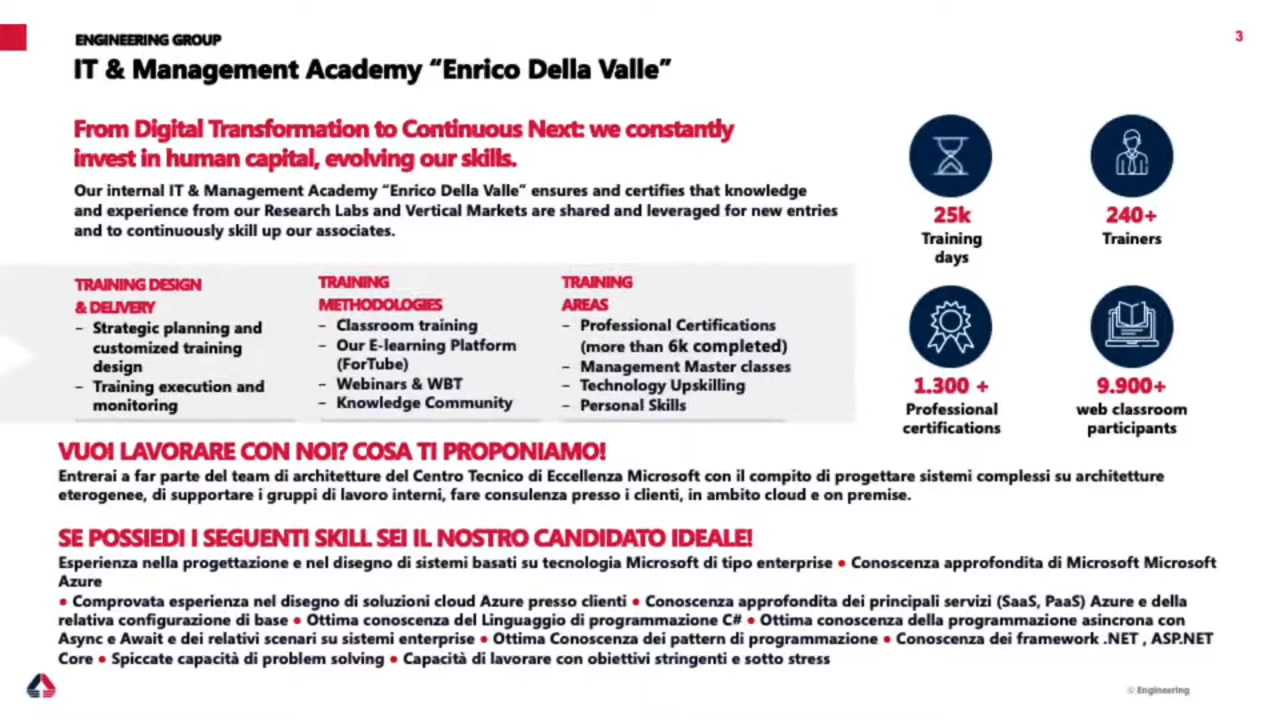 ENGINEERING GROUP
3
IT & Management Academy “Enrico Della Valle”
From Digital Transformation to Continuous Next: we constantly
invest in human capital, evolving our skills.
Our internal IT & Management Academy “Enrico Della Valle” ensures and certifies that knowledge
and experience from our Research Labs and Vertical Markets are shared and leveraged for new entries
and to continuously skill up our associates.
TRAINING DESIGN
& DELIVERY
– Strategic planning and
customized training
design
– Training execution and
monitoring
TRAINING
METHODOLOGIES
– Classroom training
– Our E-learning Platform
(ForTube)
– Webinars & WBT
– Knowledge Community
TRAINING
AREAS
– Professional Certifications
(more than 6k completed)
– Management Master classes
– Technology Upskilling
– Personal Skills
25k
Training
days
240+
Trainers
1.300 +
Professional
certifications
9.900+
web classroom
participants
VUOI LAVORARE CON NOI? COSA TI PROPONIAMO!
Entrerai a far parte del team di architetture del Centro Tecnico di Eccellenza Microsoft con il compito di progettare sistemi complessi su architetture
eterogenee, di supportare i gruppi di lavoro interni, fare consulenza presso i clienti, in ambito cloud e on premise.
SE POSSIEDI I SEGUENTI SKILL SEI IL NOSTRO CANDIDATO IDEALE!
Esperienza nella progettazione e nel disegno di sistemi basati su tecnologia Microsoft di tipo enterprise • Conoscenza approfondita di Microsoft Microsoft
Azure
• Comprovata esperienza nel disegno di soluzioni cloud Azure presso clienti • Conoscenza approfondita dei principali servizi (SaaS, PaaS) Azure e della
relativa configurazione di base • Ottima conoscenza del Linguaggio di programmazione C# • Ottima conoscenza della programmazione asincrona con
Async e Await e dei relativi scenari su sistemi enterprise • Ottima Conoscenza dei pattern di programmazione • Conoscenza dei framework .NET , ASP.NET
Core • Spiccate capacità di problem solving • Capacità di lavorare con obiettivi stringenti e sotto stress
© Engineering